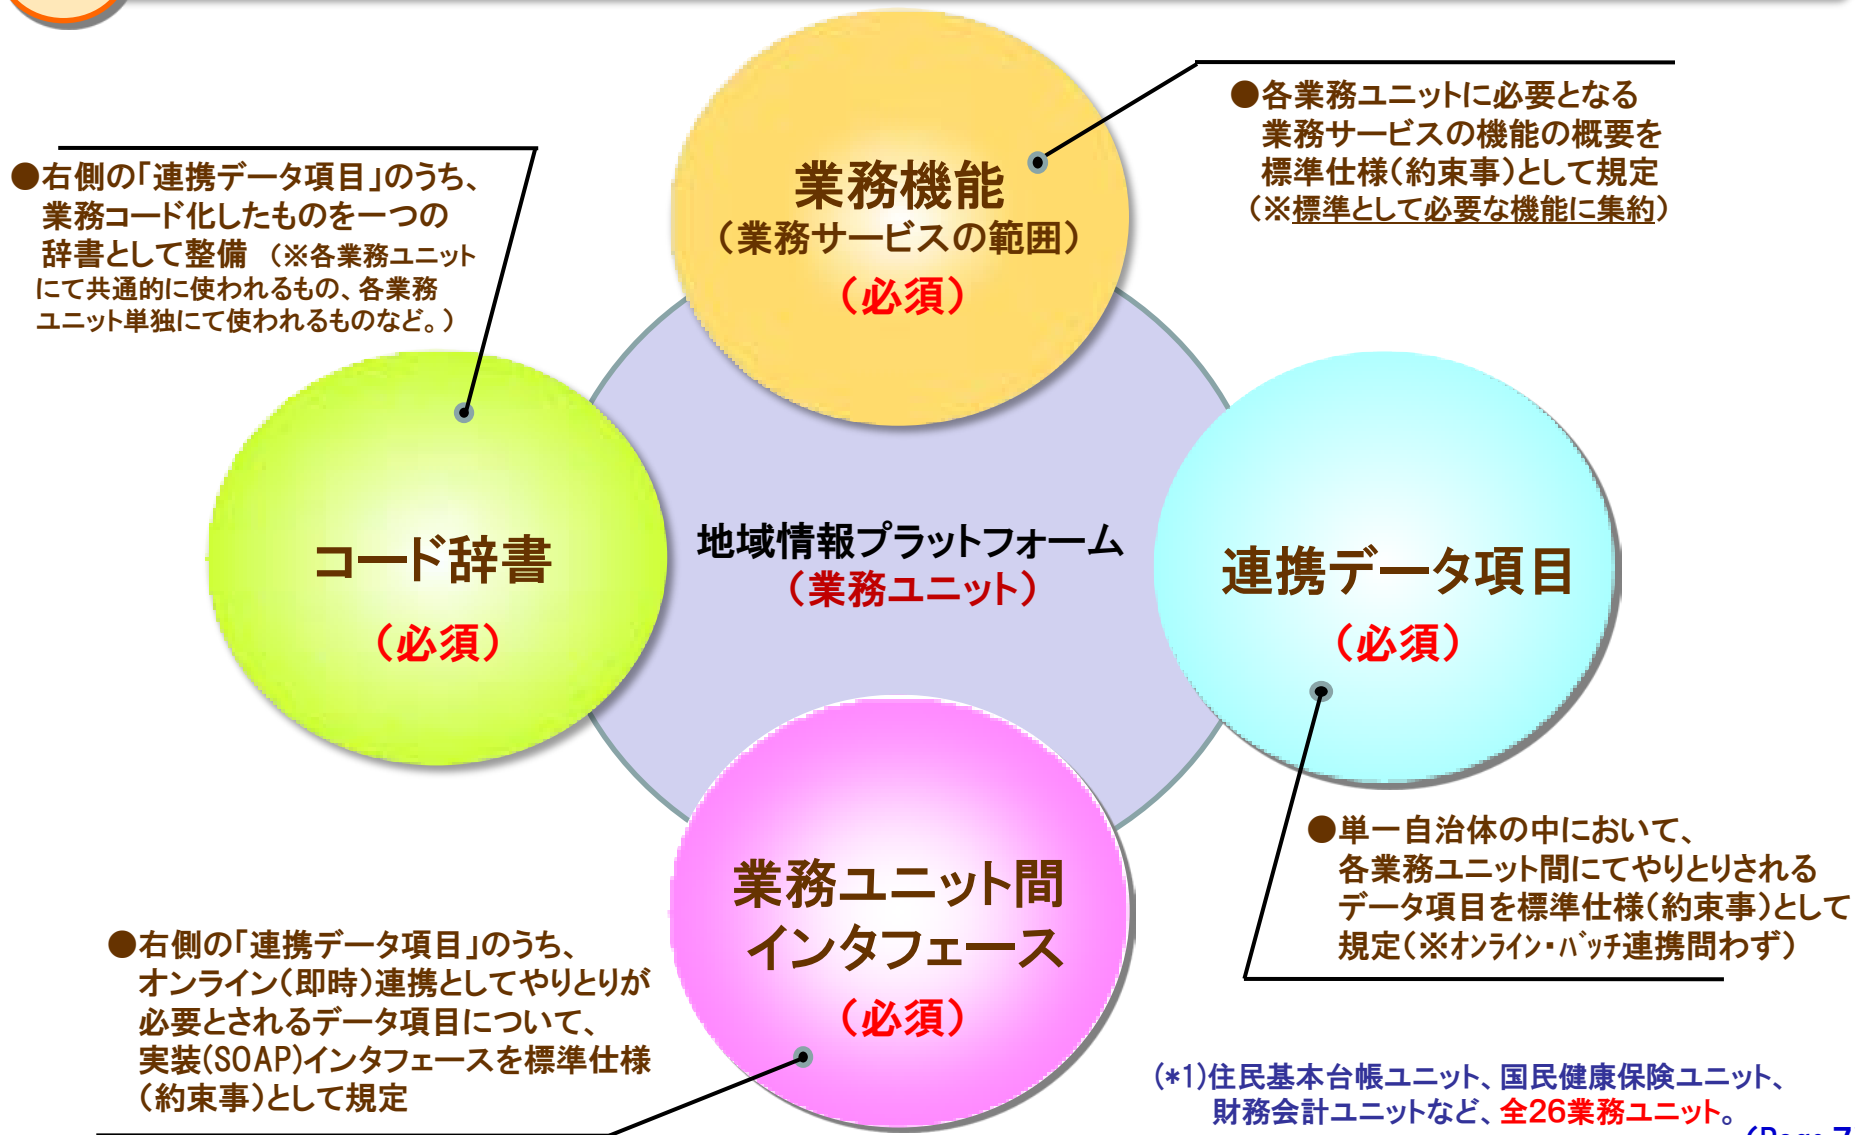 ●各業務ユニットに必要となる
業務サービスの機能の概要を
標準仕様(約束事)として規定
(※標準として必要な機能に集約)
●右側の「連携データ項目」のうち、
業務コード化したものを一つの
辞書として整備 (※各業務ユニット
にて共通的に使われるもの、各業務
ユニット単独にて使われるものなど。)
業務機能
(業務サービスの範囲)
(必須)
コード辞書
(必須)
地域情報プラットフォーム
(業務ユニット)
連携データ項目
(必須)
業務ユニット間
インタフェース
(必須)
●単一自治体の中において、
各業務ユニット間にてやりとりされる
データ項目を標準仕様(約束事)として
規定(※オンライン・バッチ連携問わず)
●右側の「連携データ項目」のうち、
オンライン(即時)連携としてやりとりが
必要とされるデータ項目について、
実装(SOAP)インタフェースを標準仕様
(約束事)として規定
(*1)住民基本台帳ユニット、国民健康保険ユニット、
財務会計ユニットなど、全26業務ユニット。